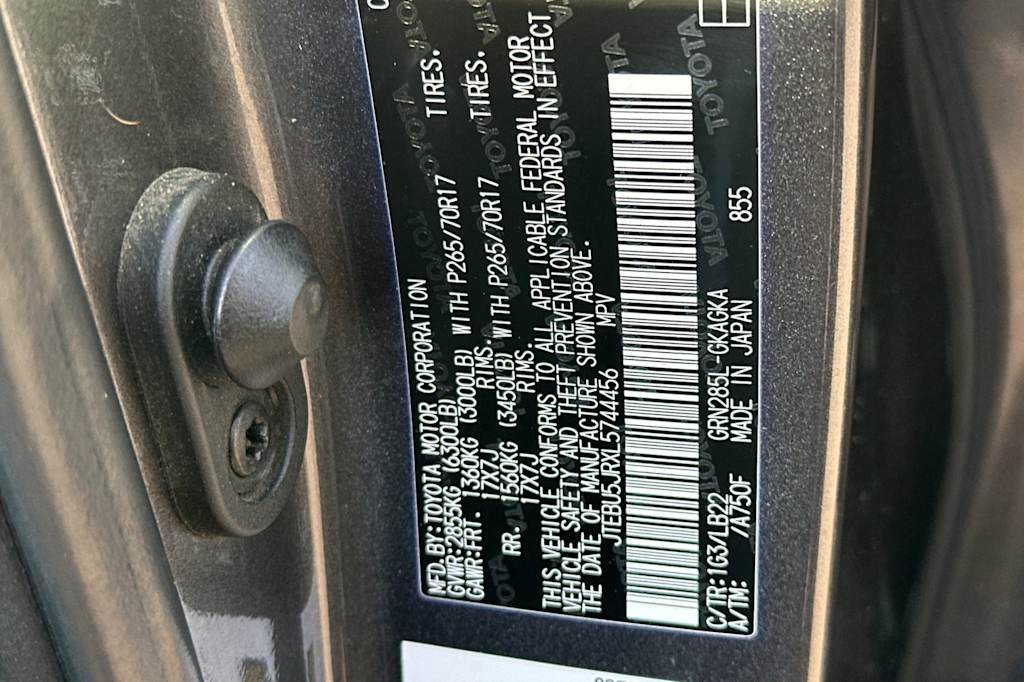 MFD. BY: TOYOTA MOTOR CORPORATION
GVWR: 2855KG (6300LB)
GAWR: FRT. 1360KG (3000LB) WITH P265/70R17 TIRES.
17X7J RIMS.
RR. 1560KG (3450LB) WITH P265/70R17 TIRES.
17X7J RIMS.
THIS VEHICLE CONFORMS TO ALL APPLICABLE FEDERAL MOTOR
VEHICLE SAFETY AND THEFT PREVENTION STANDARDS IN EFFECT ON
THE DATE OF MANUFACTURE SHOWN ABOVE.
JTEBU5JRXL5744456 MPV
C/TR: 1G3/LB22 GRN285L-GKAGKA 855
A/TM: /A750F MADE IN JAPAN